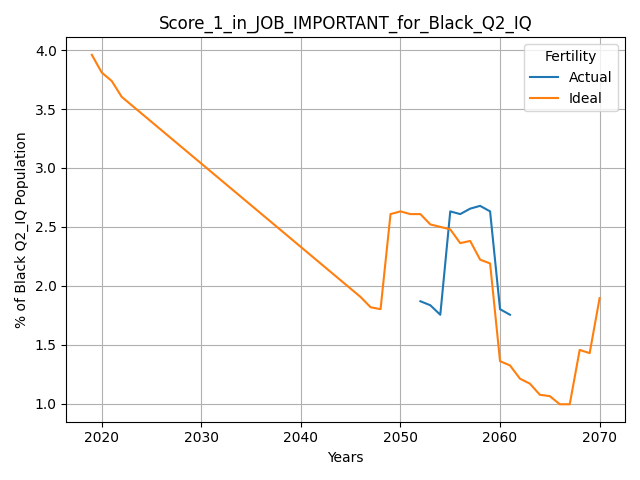 Score_1_in_JOB_IMPORTANT_for_Black_Q2_IQ
% of Black Q2_IQ Population
4.0
3.5
3.0
2.5
2.0
1.5
1.0
Fertility
Actual
Ideal
2020
2030
2040
2050
2060
2070
Years